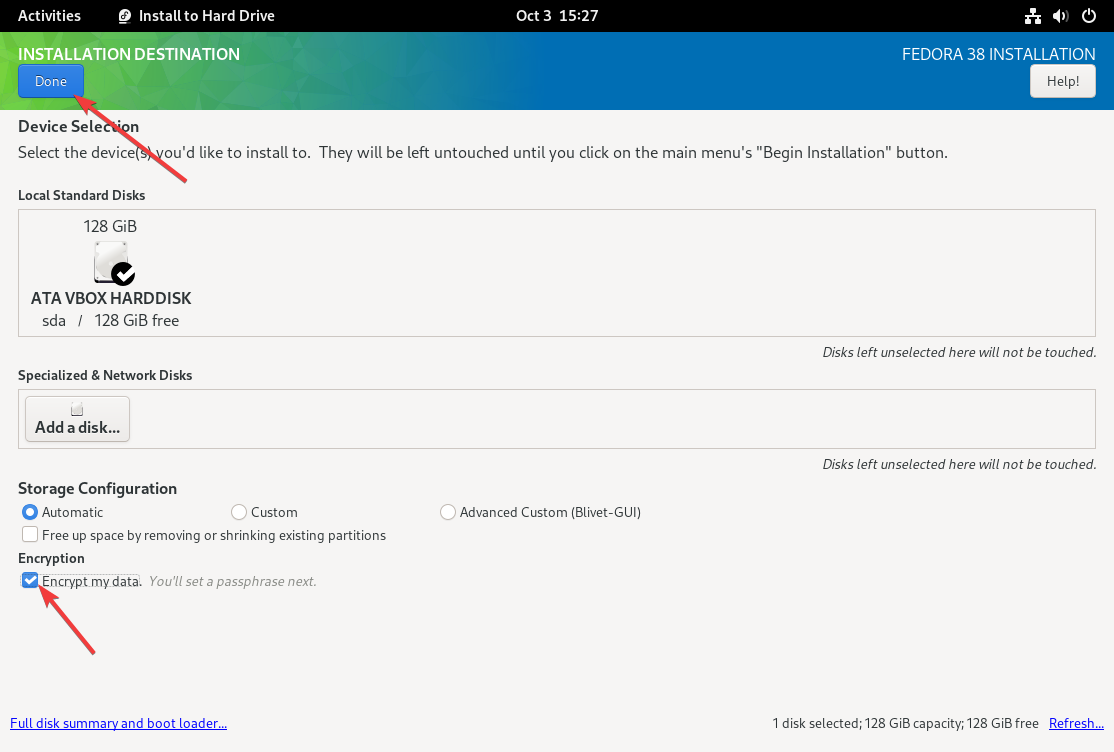 Activities Install to Hard Drive Oct 3 15:27
INSTALLATION DESTINATION FEDORA 38 INSTALLATION
Done Help!
Device Selection
Select the device(s) you'd like to install to. They will be left untouched until you click on the main menu's "Begin Installation" button.
Local Standard Disks
128 GiB
ATA VBOX HARDDISK
sda / 128 GiB free
Disks left unselected here will not be touched.
Specialized & Network Disks
Add a disk...
Disks left unselected here will not be touched.
Storage Configuration
Automatic Custom Advanced Custom (Blivet-GUI)
Free up space by removing or shrinking existing partitions
Encryption
Encrypt my data. You'll set a passphrase next.
Full disk summary and boot loader... 1 disk selected; 128 GiB capacity; 128 GiB free Refresh...